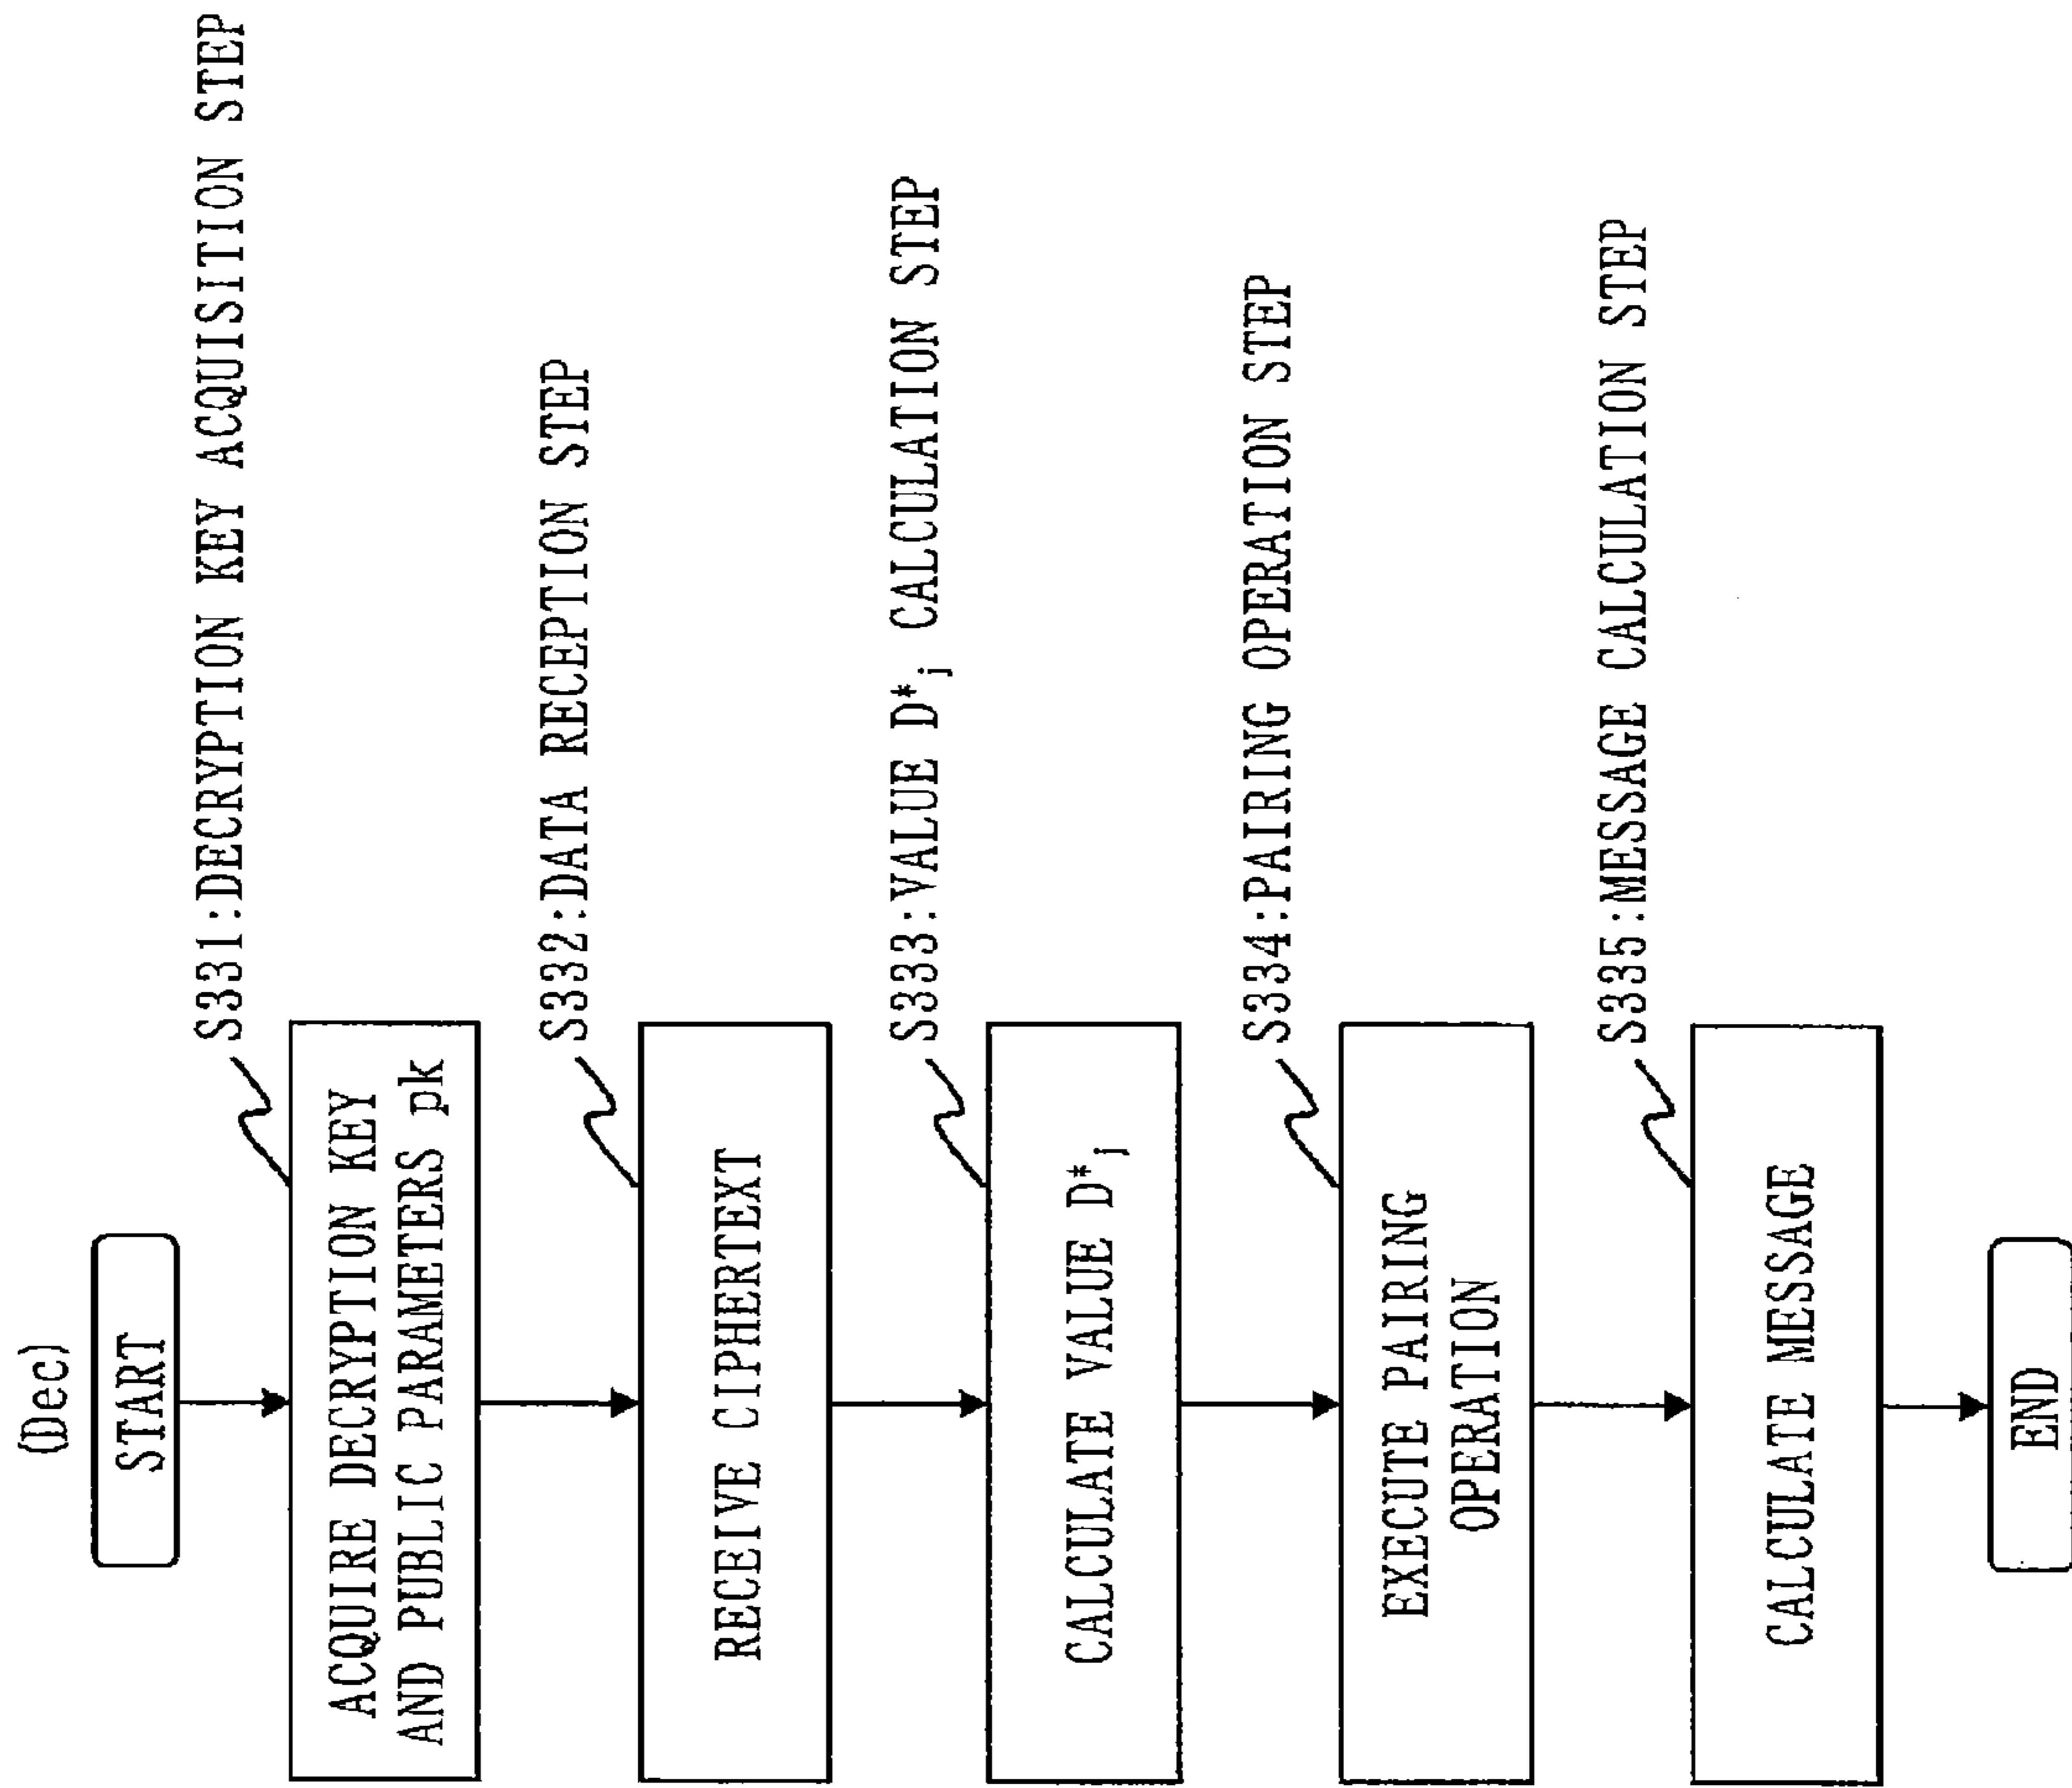 (Dec)
START
S331:DECRYPTION KEY ACQUISITION STEP
ACQUIRE DECRYPTION KEY
AND PUBLIC PARAMETERS pk
S332:DATA RECEPTION STEP
RECEIVE CIPHERTEXT
S333:VALUE D*j CALCULATION STEP
CALCULATE VALUE D*j
S334:PAIRING OPERATION STEP
EXECUTE PAIRING
OPERATION
S335:MESSAGE CALCULATION STEP
CALCULATE MESSAGE
END